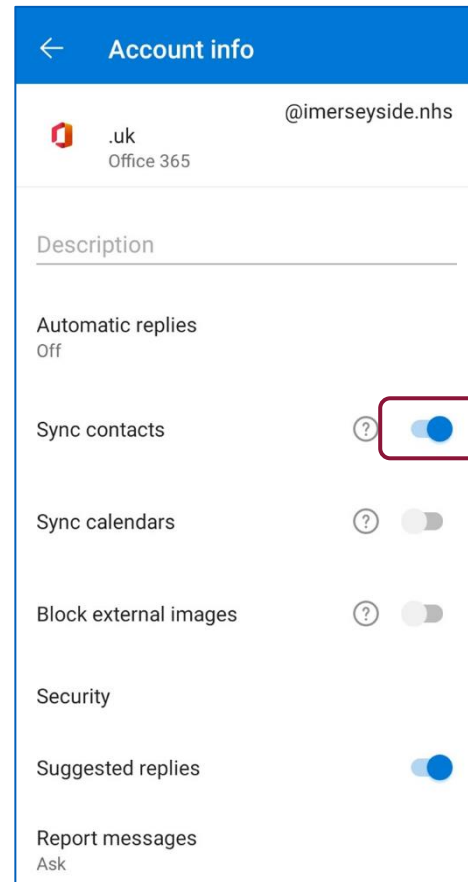 Account info
@imerseyside.nhs
.uk
Office 365
Description
Automatic replies
Off
Sync contacts ?
Sync calendars ?
Block external images ?
Security
Suggested replies
Report messages
Ask